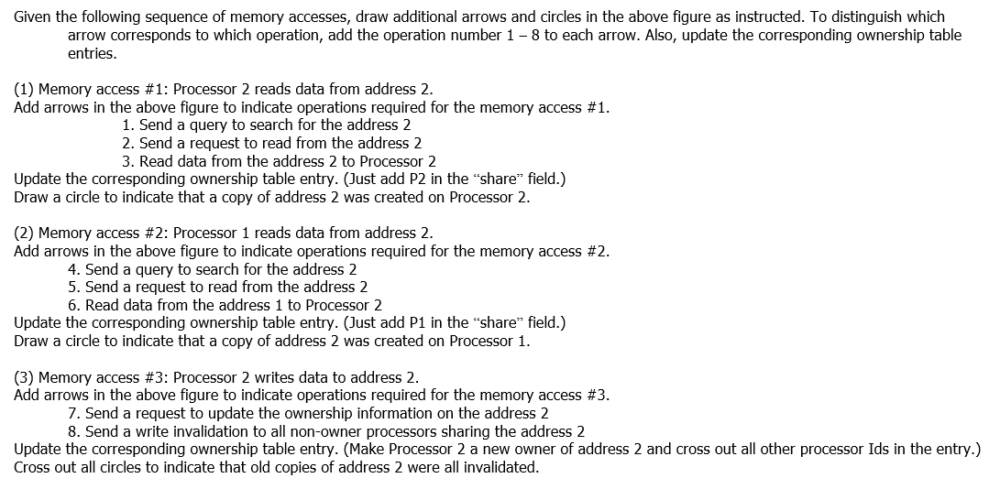 Given the following sequence of memory accesses, draw additional arrows and circles in the above figure as instructed. To distinguish which
arrow corresponds to which operation, add the operation number 1 – 8 to each arrow. Also, update the corresponding ownership table
entries.
(1) Memory access #1: Processor 2 reads data from address 2.
Add arrows in the above figure to indicate operations required for the memory access #1.
1. Send a query to search for the address 2
2. Send a request to read from the address 2
3. Read data from the address 2 to Processor 2
Update the corresponding ownership table entry. (Just add P2 in the “share” field.)
Draw a circle to indicate that a copy of address 2 was created on Processor 2.
(2) Memory access #2: Processor 1 reads data from address 2.
Add arrows in the above figure to indicate operations required for the memory access #2.
4. Send a query to search for the address 2
5. Send a request to read from the address 2
6. Read data from the address 1 to Processor 2
Update the corresponding ownership table entry. (Just add P1 in the “share” field.)
Draw a circle to indicate that a copy of address 2 was created on Processor 1.
(3) Memory access #3: Processor 2 writes data to address 2.
Add arrows in the above figure to indicate operations required for the memory access #3.
7. Send a request to update the ownership information on the address 2
8. Send a write invalidation to all non-owner processors sharing the address 2
Update the corresponding ownership table entry. (Make Processor 2 a new owner of address 2 and cross out all other processor Ids in the entry.)
Cross out all circles to indicate that old copies of address 2 were all invalidated.